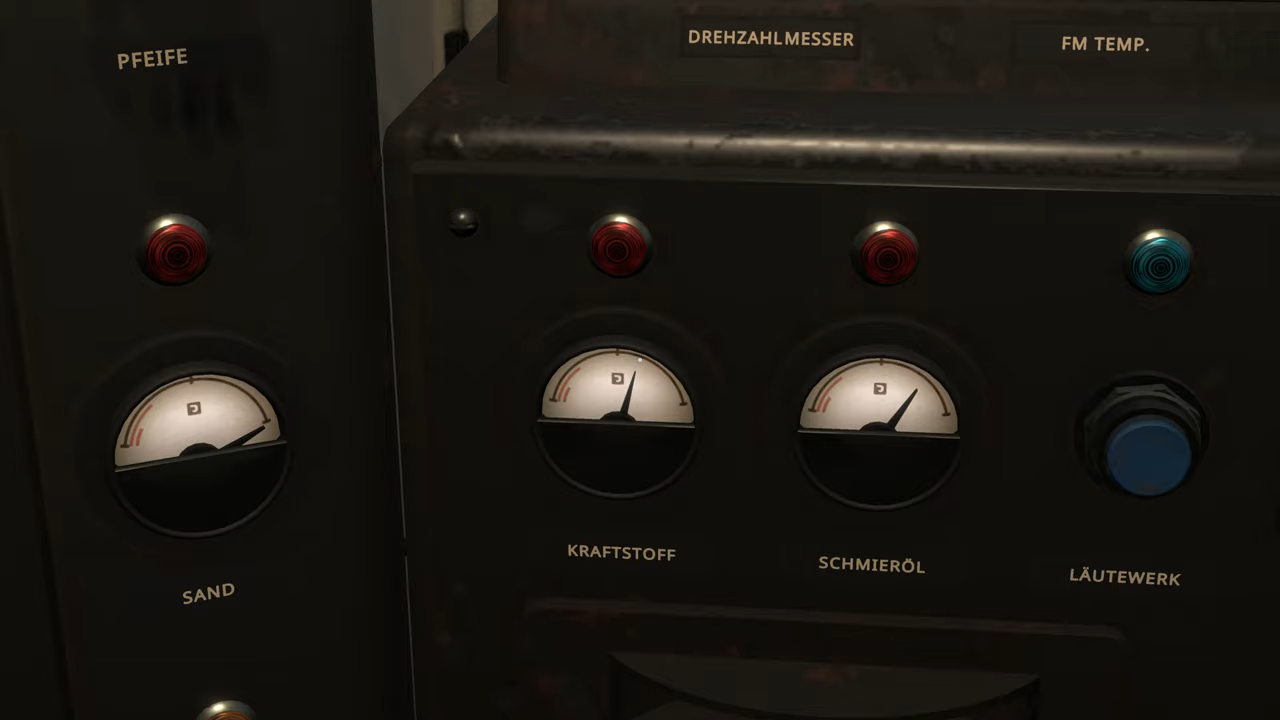 PFEIFE
DREHZAHLMESSER
FM TEMP.
SAND
KRAFTSTOFF
SCHMIERÖL
LÄUTEWERK